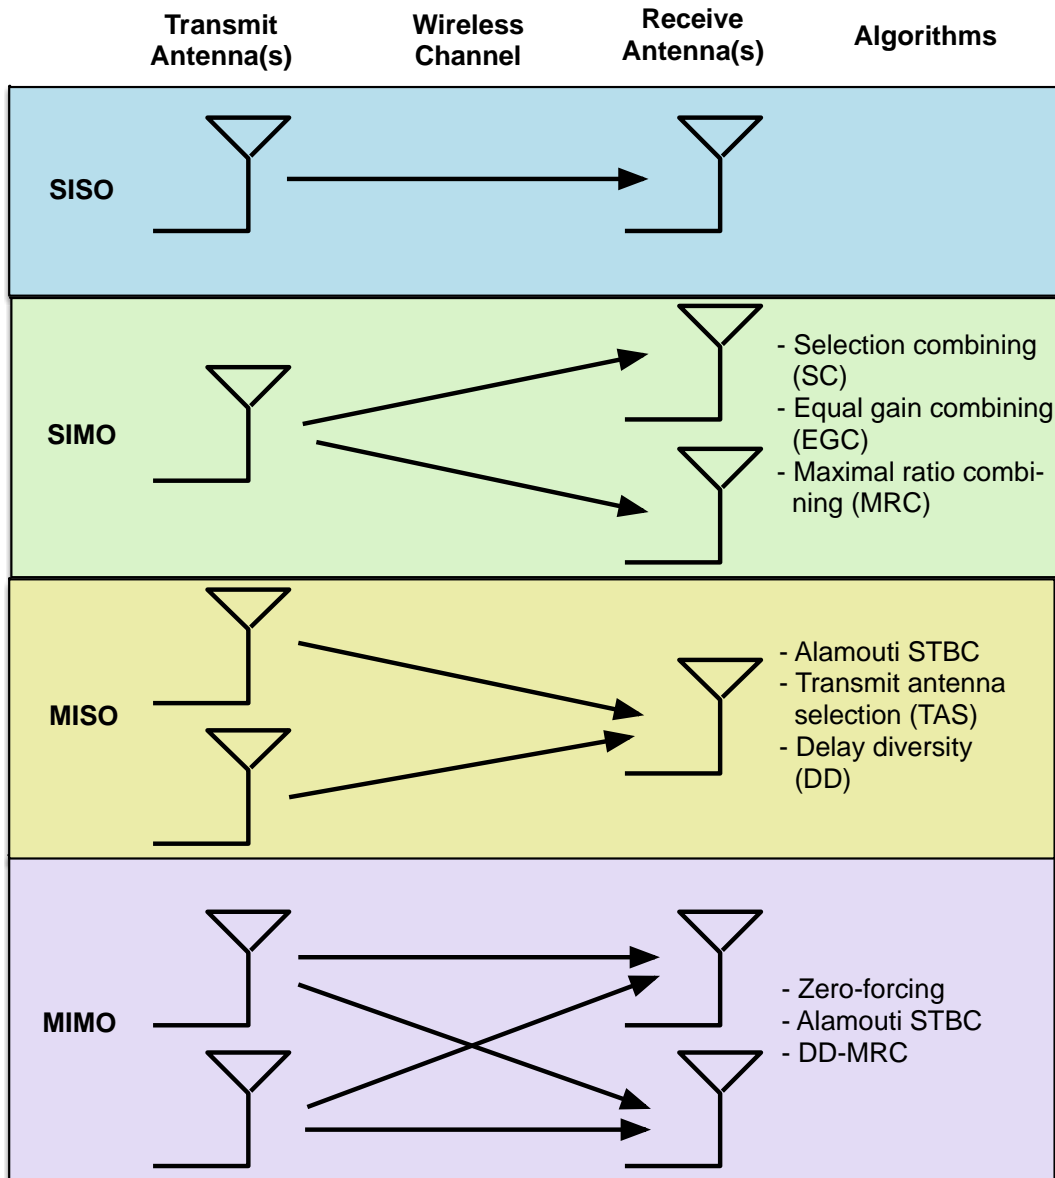 Transmit
Antenna(s)
Wireless
Channel
Receive
Antenna(s)
Algorithms
SISO
SIMO
- Selection combining
(SC)
- Equal gain combining
(EGC)
- Maximal ratio combi-
ning (MRC)
MISO
- Alamouti STBC
- Transmit antenna
selection (TAS)
- Delay diversity
(DD)
MIMO
- Zero-forcing
- Alamouti STBC
- DD-MRC